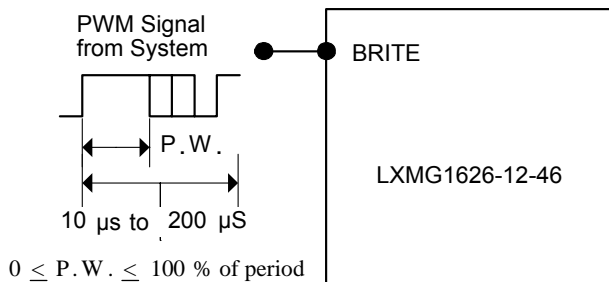 PWM Signal
from System
BRITE
P.W.
LXMG1626-12-46
10 µs to 200 µS
0 ≤ P.W. ≤ 100 % of period